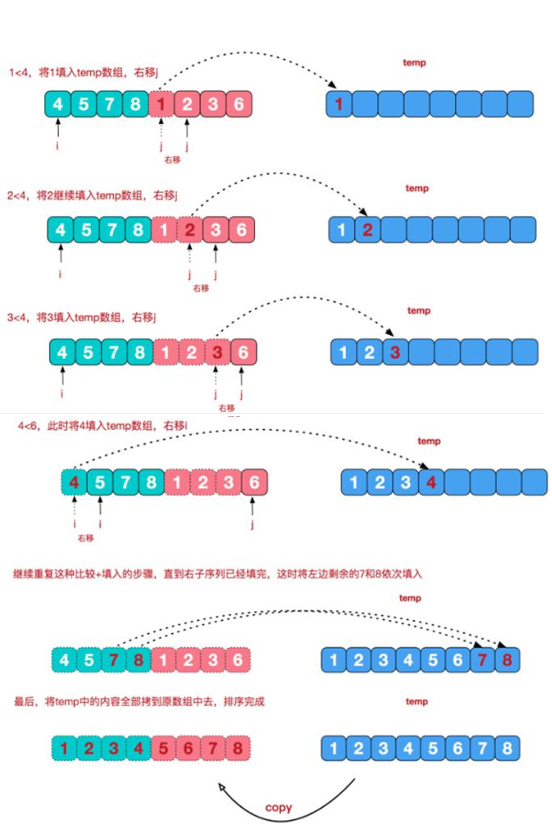 temp
1<4，将1填入temp数组，右移j
4 5 7 8 1 2 3 6
1
i j j
右移
temp
2<4，将2继续填入temp数组，右移j
4 5 7 8 1 2 3 6
1 2
i j j
右移
temp
3<4，将3填入temp数组，右移j
4 5 7 8 1 2 3 6
1 2 3
i j j
右移
4<6，此时将4填入temp数组，右移i
temp
4 5 7 8 1 2 3 6
1 2 3 4
i i j
右移
继续重复这种比较+填入的步骤，直到右子序列已经填完，这时将左边剩余的7和8依次填入
temp
4 5 7 8 1 2 3 6
1 2 3 4 5 6 7 8
最后，将temp中的内容全部拷到原数组中去，排序完成
temp
1 2 3 4 5 6 7 8
1 2 3 4 5 6 7 8
copy